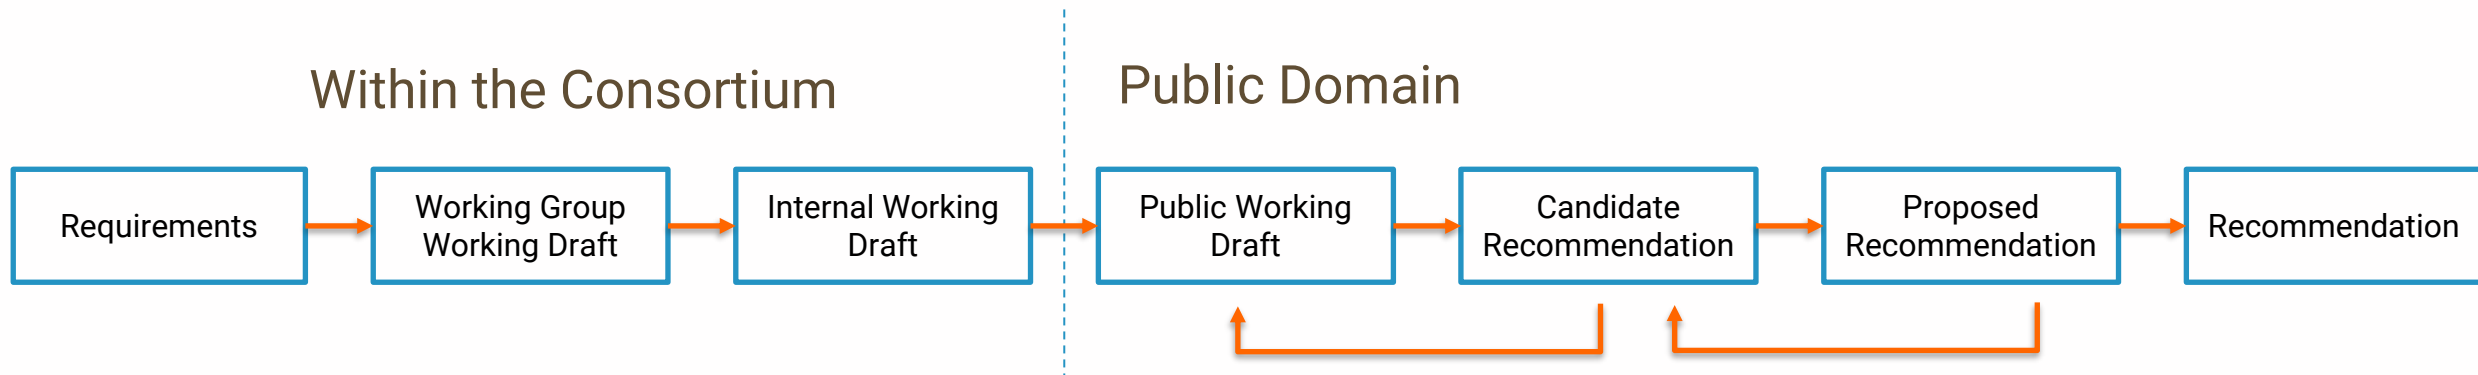 Within the Consortium
Public Domain
Requirements
Working Group
Working Draft
Internal Working
Draft
Public Working
Draft
Candidate
Recommendation
Proposed
Recommendation
Recommendation